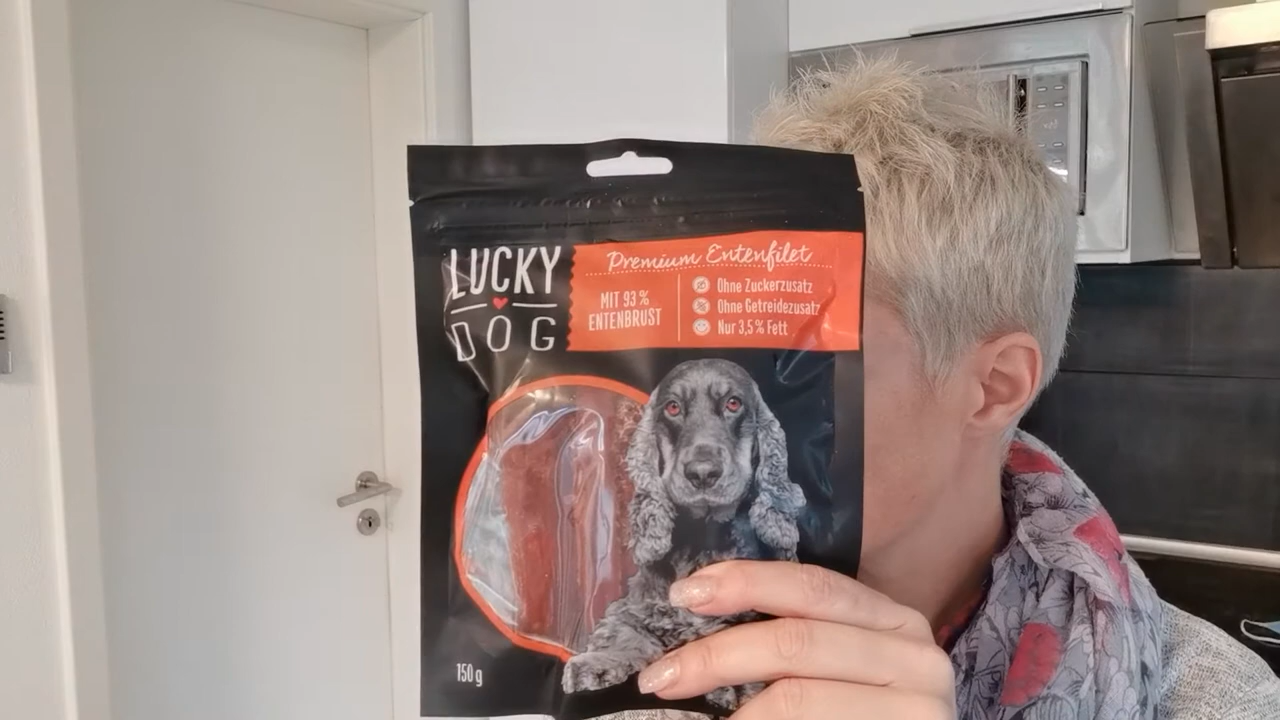 LUCKY
DOG
Premium Entenfilet
MIT 93 %
ENTENBRUST
Ohne Zuckerzusatz
Ohne Getreidezusatz
Nur 3,5 % Fett
150 g